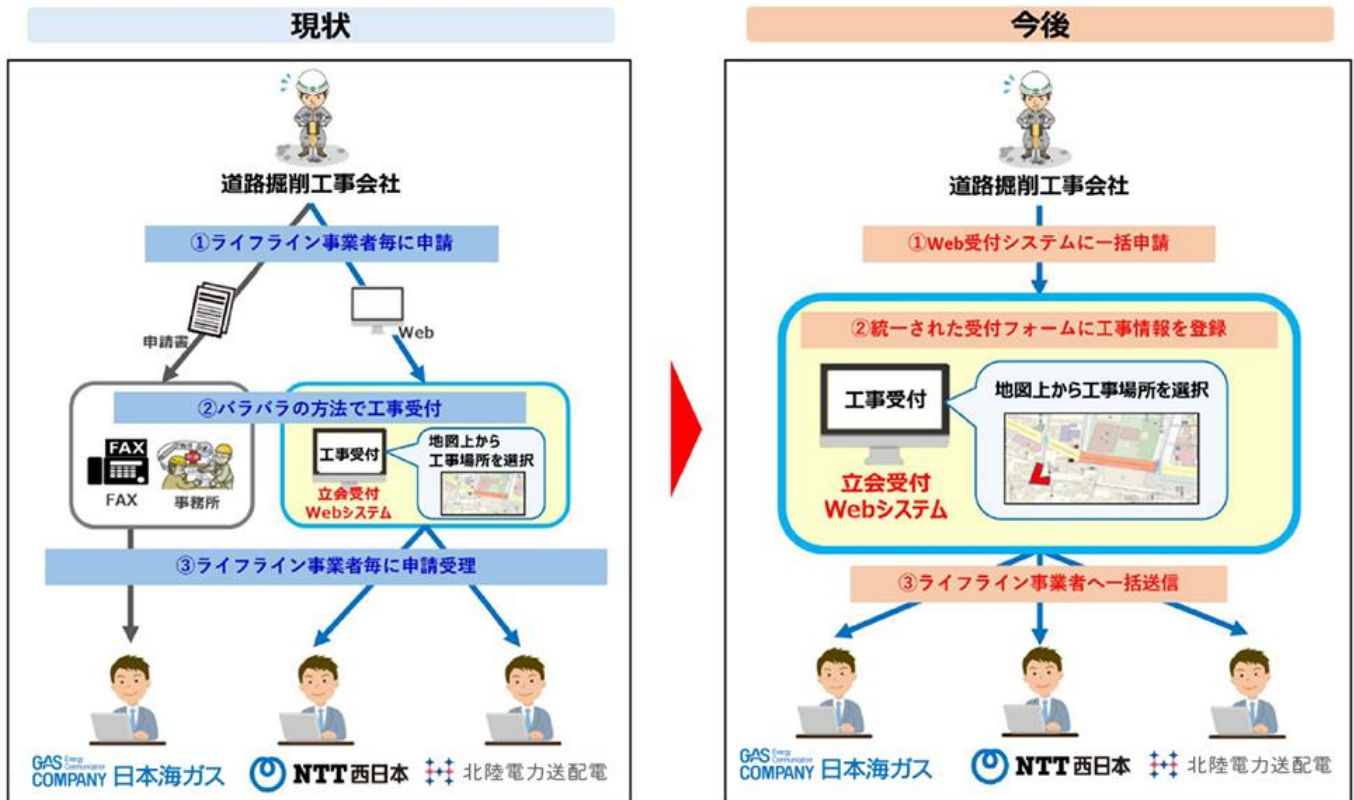 現状
道路掘削工事会社
①ライフライン事業者毎に申請
申請書
Web
②バラバラの方法で工事受付
FAX
FAX
事務所
工事受付
立会受付
Webシステム
地図上から
工事場所を選択
③ライフライン事業者毎に申請受理
GAS Energy Communication
COMPANY 日本海ガス
NTT西日本
北陸電力送配電
今後
道路掘削工事会社
①Web受付システムに一括申請
②統一された受付フォームに工事情報を登録
工事受付
立会受付
Webシステム
地図上から工事場所を選択
③ライフライン事業者へ一括送信
GAS Energy Communication
COMPANY 日本海ガス
NTT西日本
北陸電力送配電